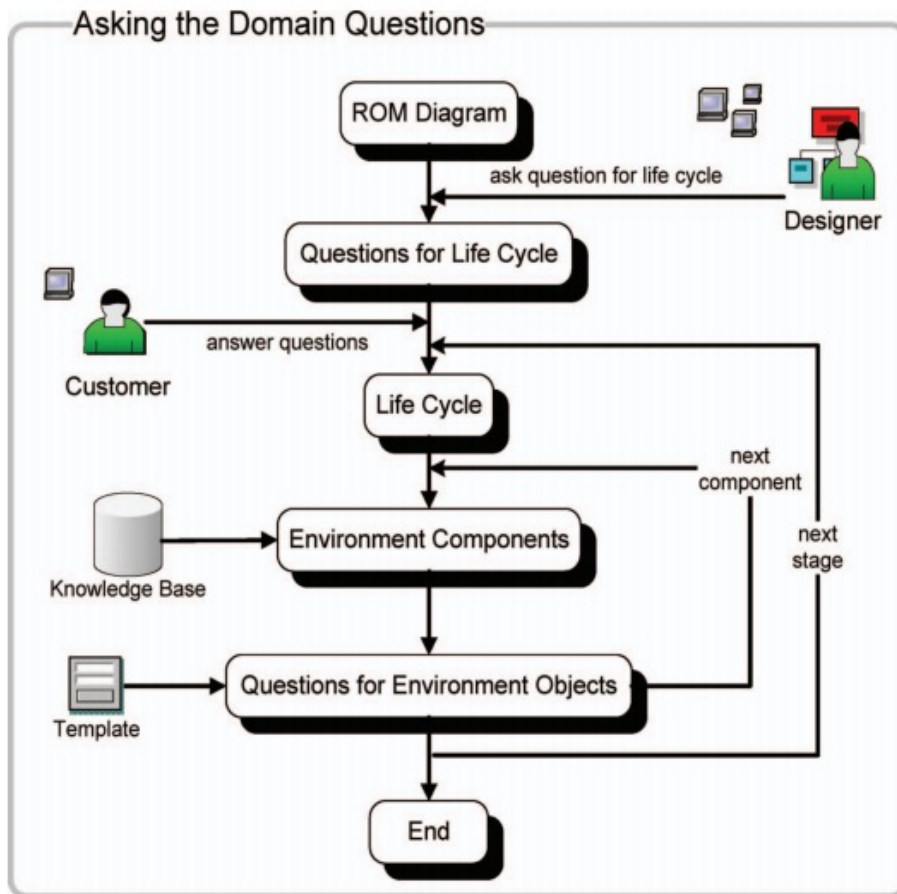 Asking the Domain Questions
ROM Diagram
ask question for life cycle
Designer
Questions for Life Cycle
answer questions
Customer
Life Cycle
next
component
Environment Components
next
stage
Knowledge Base
Questions for Environment Objects
Template
End